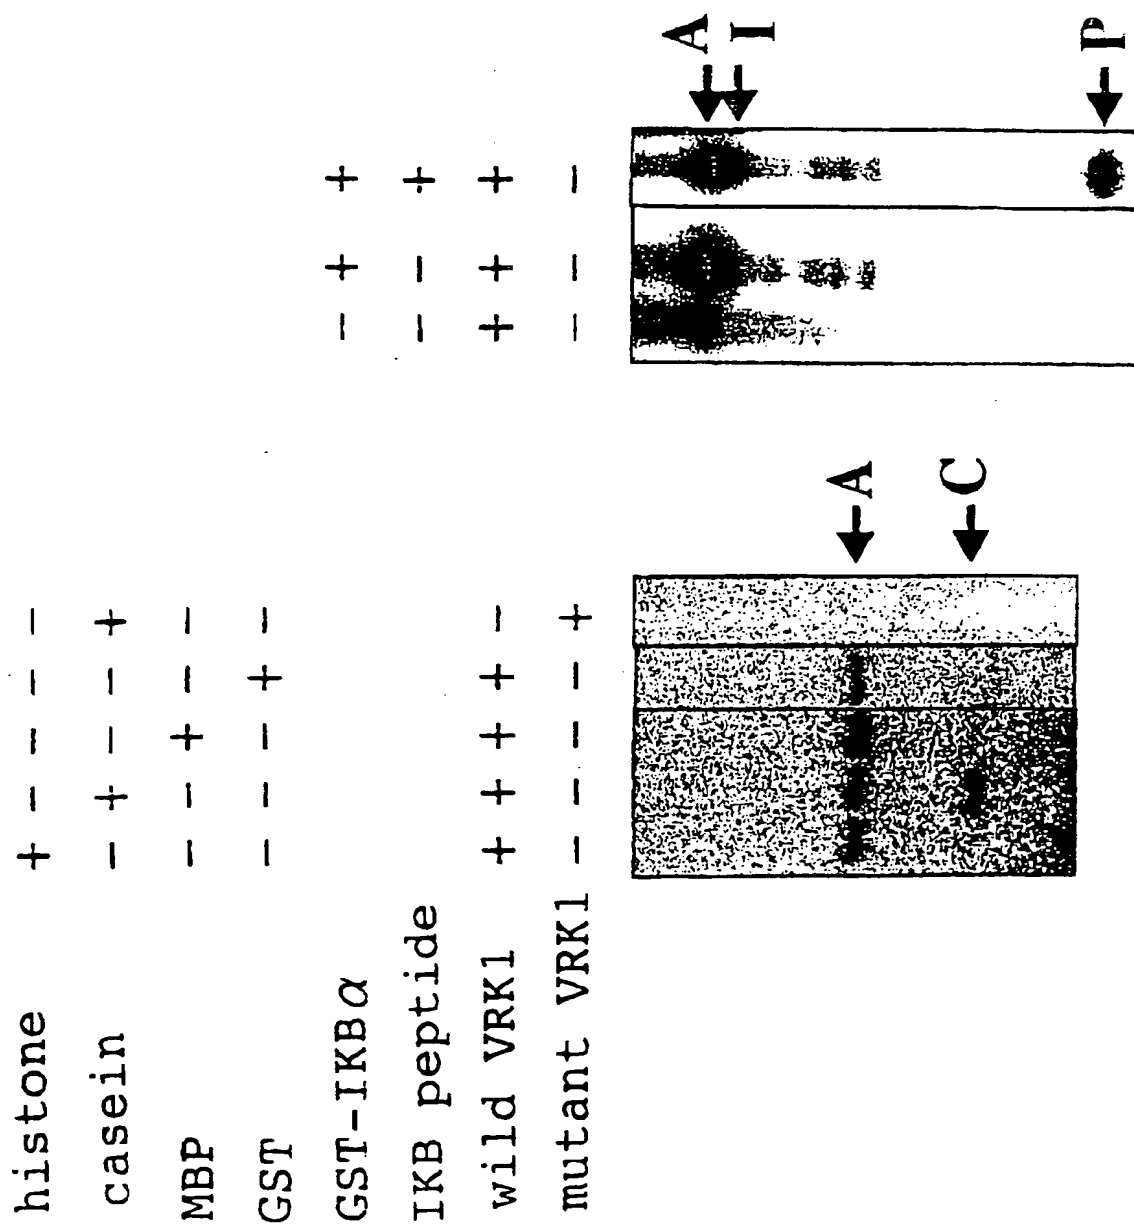 histone + - - - -
casein - + - - +
MBP - - + - -
GST - - - + -
GST-IKBα - + +
IKB peptide - - +
wild VRK1 + + + + - + + +
mutant VRK1 - - - - + - - -
A
C
A
I
P